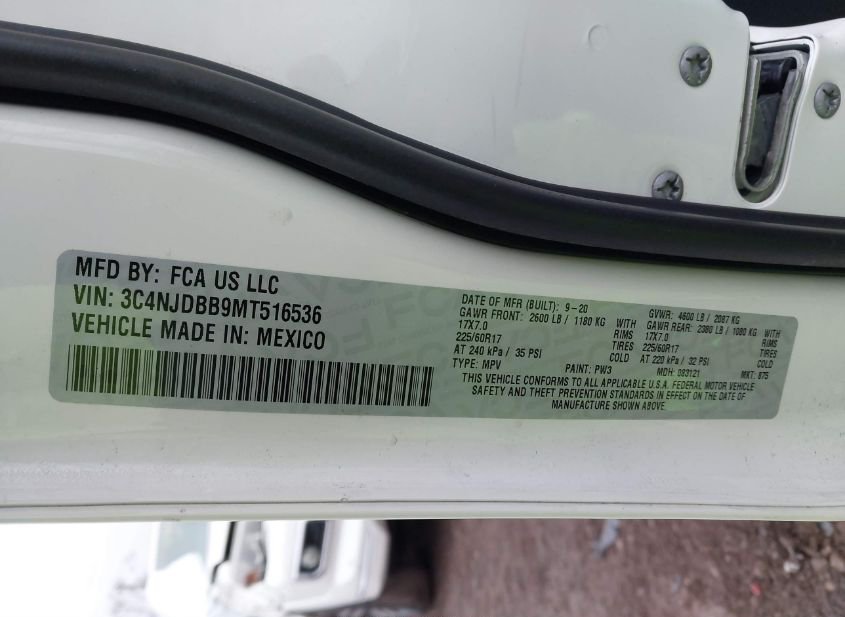 MFD BY: FCA US LLC
VIN: 3C4NJDBB9MT516536
VEHICLE MADE IN: MEXICO
DATE OF MFR (BUILT): 9-20 GVWR: 4600 LB / 2087 KG
GAWR FRONT: 2600 LB / 1180 KG WITH GAWR REAR: 2380 LB / 1080 KG WITH
17X7.0 RIMS 17X7.0 RIMS
225/60R17 TIRES 225/60R17 TIRES
AT 240 kPa / 35 PSI COLD AT 220 kPa / 32 PSI COLD
TYPE: MPV PAINT: PW3 MDH: 083121 MKT: 875
THIS VEHICLE CONFORMS TO ALL APPLICABLE U.S.A. FEDERAL MOTOR VEHICLE
SAFETY AND THEFT PREVENTION STANDARDS IN EFFECT ON THE DATE OF
MANUFACTURE SHOWN ABOVE.